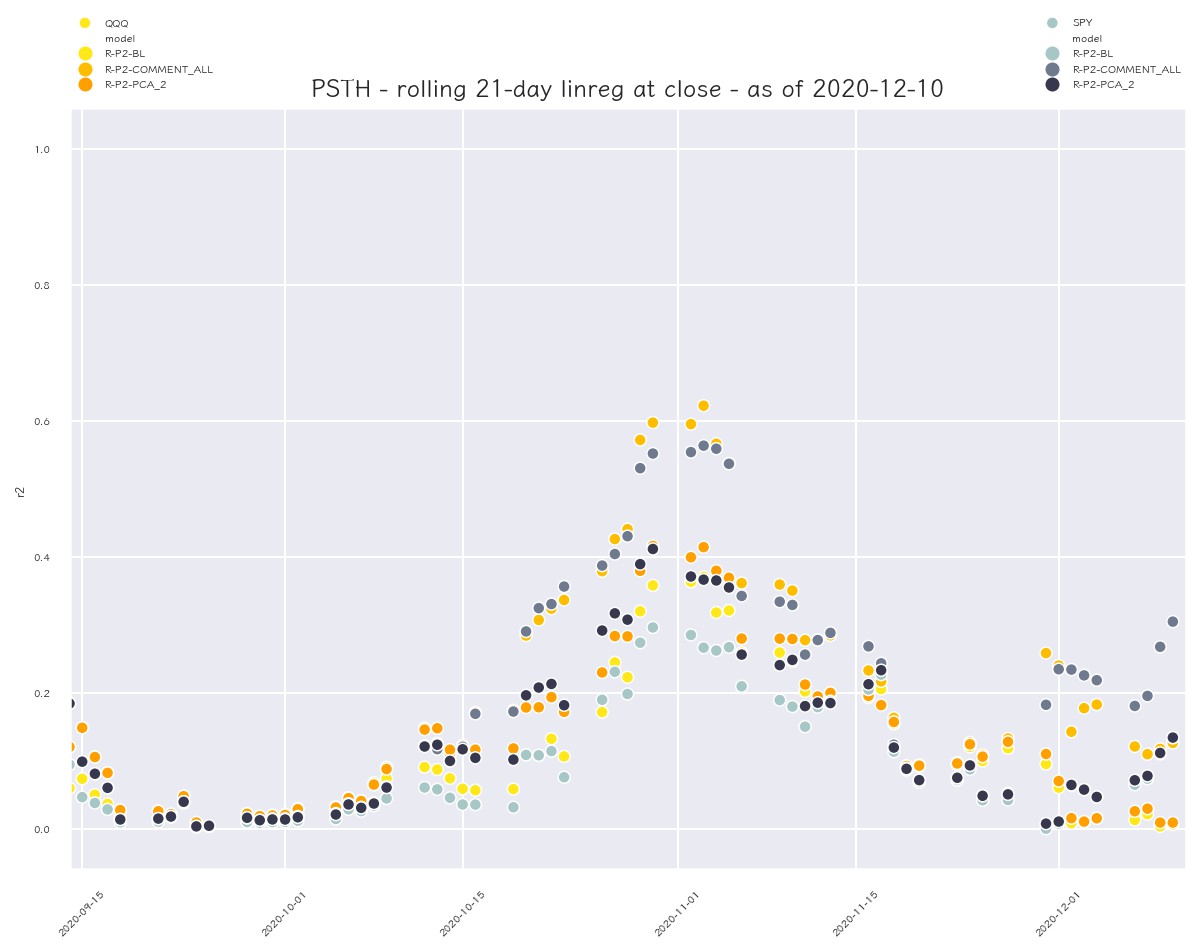 QQQ
model
R-P2-BL
R-P2-COMMENT_ALL
R-P2-PCA_2
SPY
model
R-P2-BL
R-P2-COMMENT_ALL
R-P2-PCA_2
PSTH - rolling 21-day linreg at close - as of 2020-12-10
1.0
0.8
0.6
0.4
0.2
0.0
r2
2020-09-15
2020-10-01
2020-10-15
2020-11-01
2020-11-15
2020-12-01